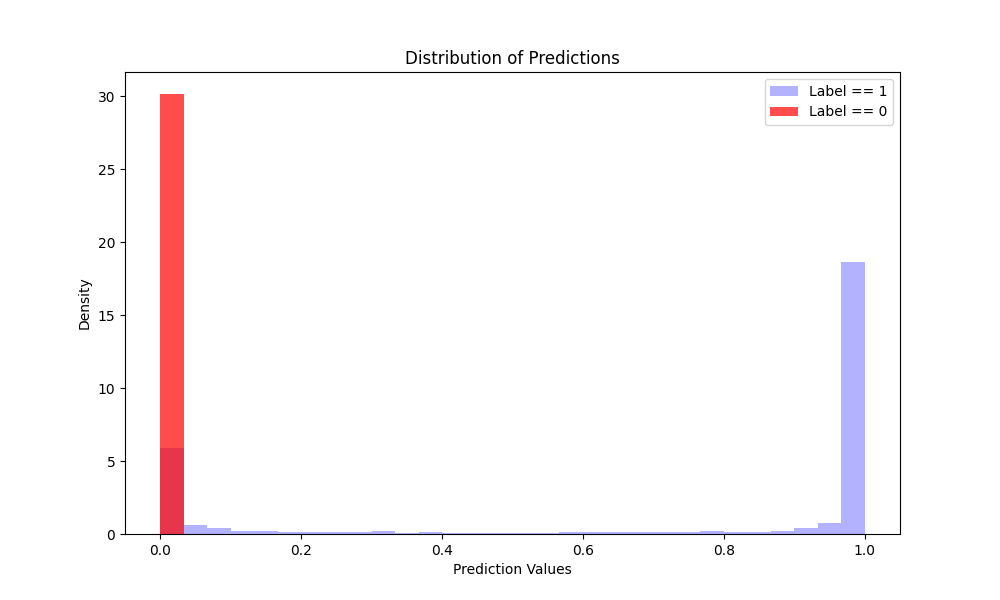 Distribution of Predictions
Label == 1
Label == 0
Density
30
25
20
15
10
5
0
0.0 0.2 0.4 0.6 0.8 1.0
Prediction Values